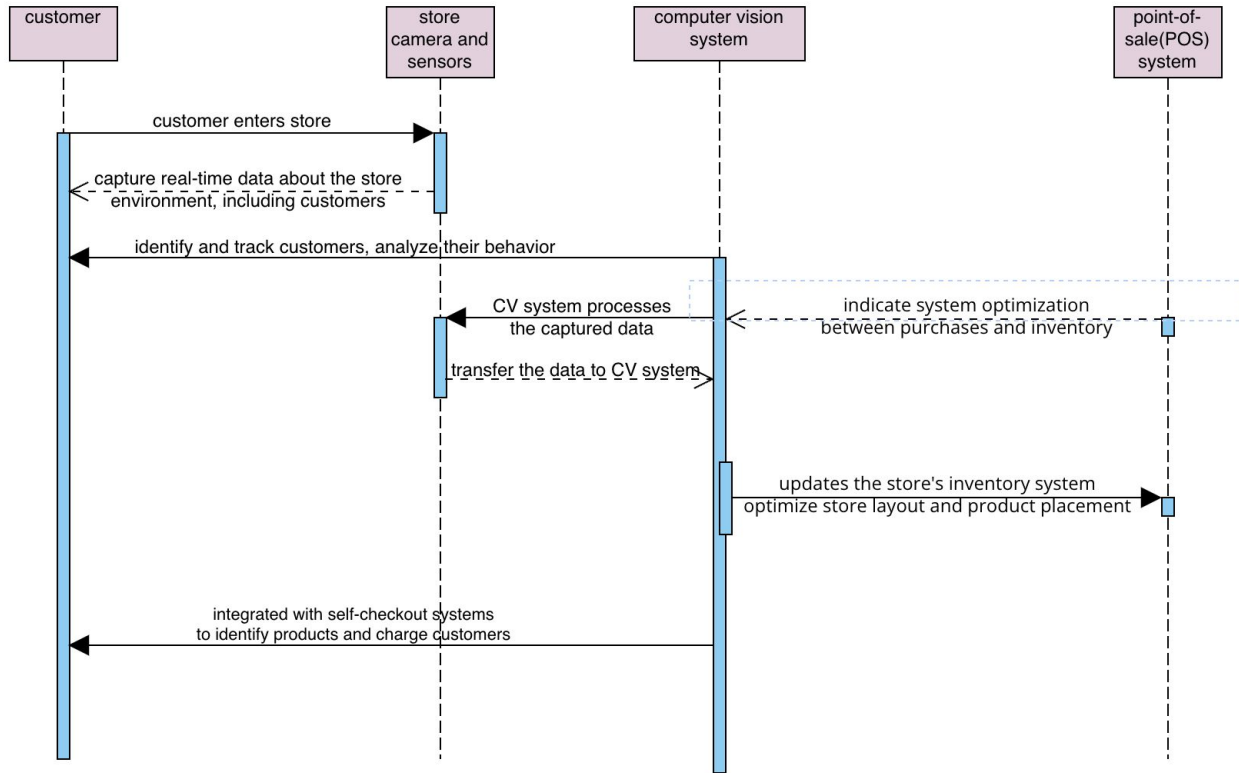 customer
store
camera and
sensors
computer vision
system
point-of-
sale(POS)
system
customer enters store
capture real-time data about the store
environment, including customers
identify and track customers, analyze their behavior
CV system processes
the captured data
indicate system optimization
between purchases and inventory
transfer the data to CV system
updates the store's inventory system
optimize store layout and product placement
integrated with self-checkout systems
to identify products and charge customers